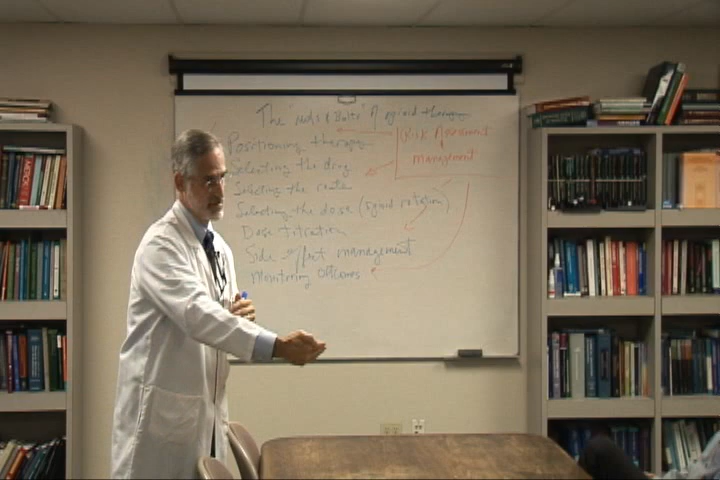 The "Nuts & Bolts" of opioid therapy
Positioning therapy
Selecting the drug
Selecting the route
Selecting the dose (opioid rotation)
Dose titration
Side-effect management
Monitoring Outcomes
Risk Assessment
management